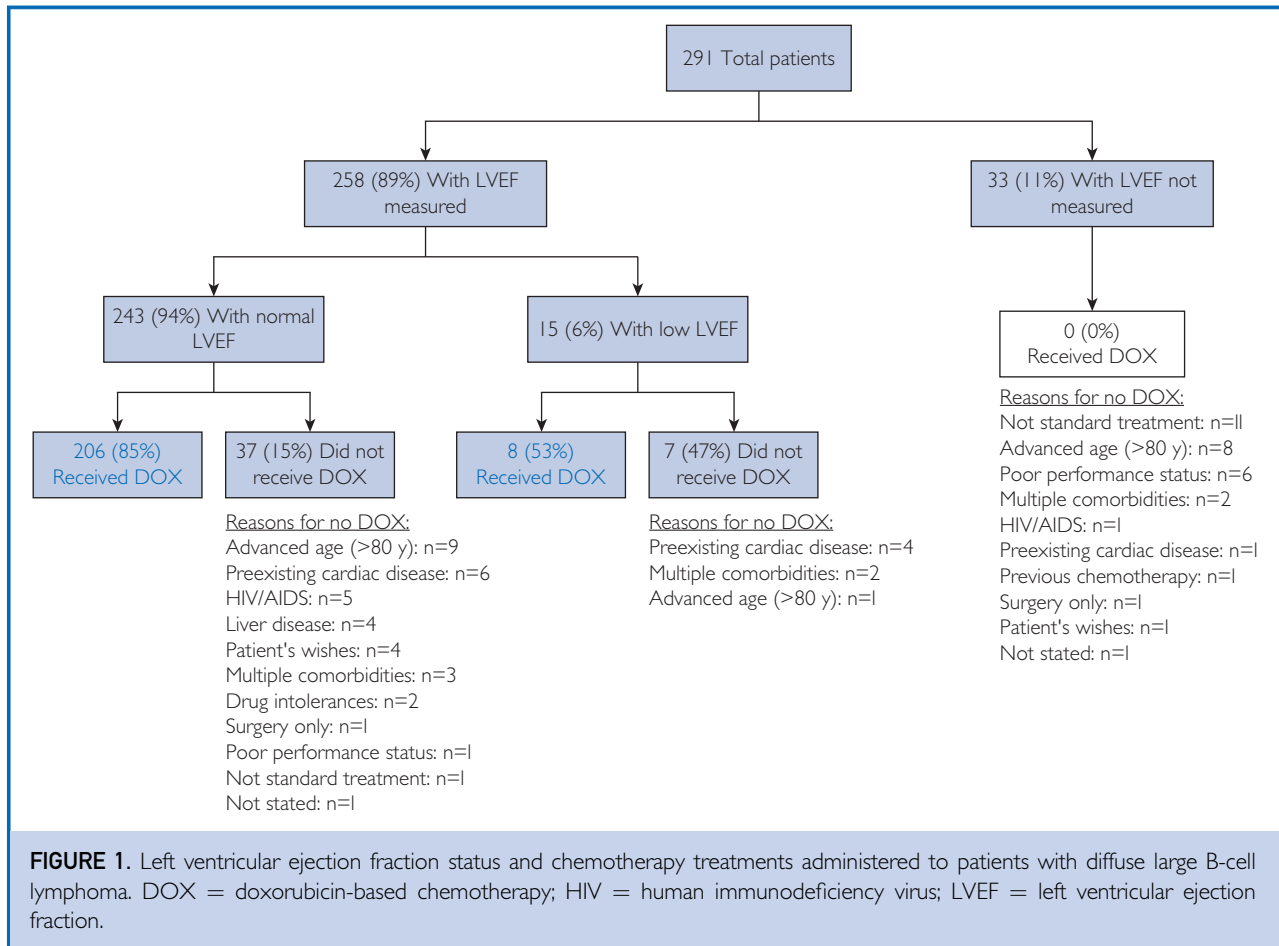 291 Total patients
258 (89%) With LVEF
measured
33 (11%) With LVEF not
measured
243 (94%) With normal
LVEF
15 (6%) With low LVEF
0 (0%)
Received DOX
206 (85%)
Received DOX
37 (15%) Did not
receive DOX
8 (53%)
Received DOX
7 (47%) Did not
receive DOX
Reasons for no DOX:
Advanced age (>80 y): n=9
Preexisting cardiac disease: n=6
HIV/AIDS: n=5
Liver disease: n=4
Patient's wishes: n=4
Multiple comorbidities: n=3
Drug intolerances: n=2
Surgery only: n=1
Poor performance status: n=1
Not standard treatment: n=1
Not stated: n=1
Reasons for no DOX:
Preexisting cardiac disease: n=4
Multiple comorbidities: n=2
Advanced age (>80 y): n=1
Reasons for no DOX:
Not standard treatment: n=11
Advanced age (>80 y): n=8
Poor performance status: n=6
Multiple comorbidities: n=2
HIV/AIDS: n=1
Preexisting cardiac disease: n=1
Previous chemotherapy: n=1
Surgery only: n=1
Patient's wishes: n=1
Not stated: n=1
FIGURE 1. Left ventricular ejection fraction status and chemotherapy treatments administered to patients with diffuse large B-cell
lymphoma. DOX = doxorubicin-based chemotherapy; HIV = human immunodeficiency virus; LVEF = left ventricular ejection
fraction.